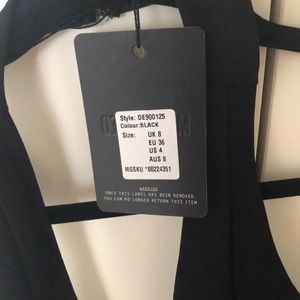 Style: DE900125
Colour:BLACK
Size: UK 8
EU 36
US 4
AUS 8
MGSKU *00224351
WARNING
ONCE THIS LABEL HAS BEEN REMOVED
YOU CAN NO LONGER RETURN THIS ITEM